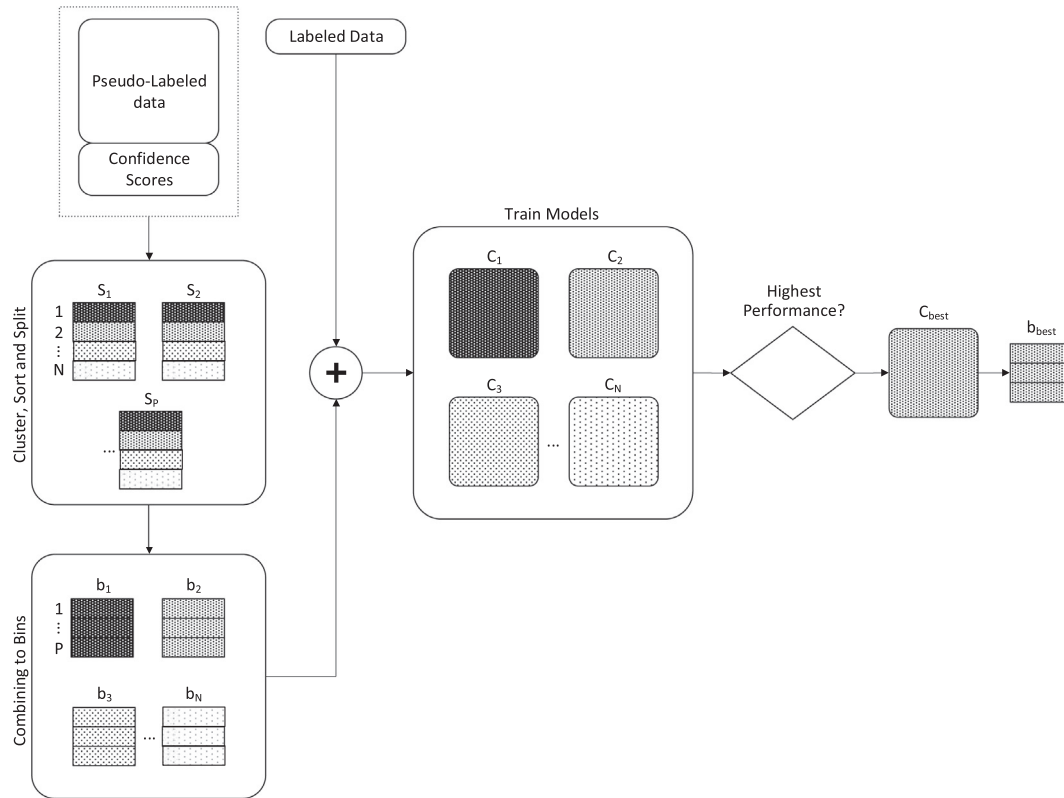 Pseudo-Labeled
data
Confidence
Scores
Labeled Data
Cluster, Sort and Split
S1 S2
1
2
⋮
N
SP
...
Combining to Bins
b1 b2
1
⋮
P
b3 bN
...
+
Train Models
C1 C2
C3 CN
...
Highest
Performance?
Cbest
bbest